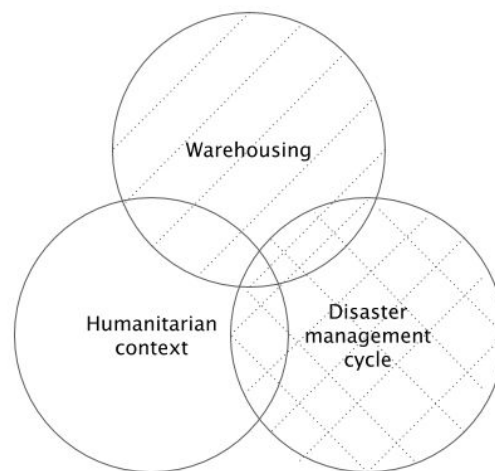 Warehousing
Humanitarian
context
Disaster
management
cycle